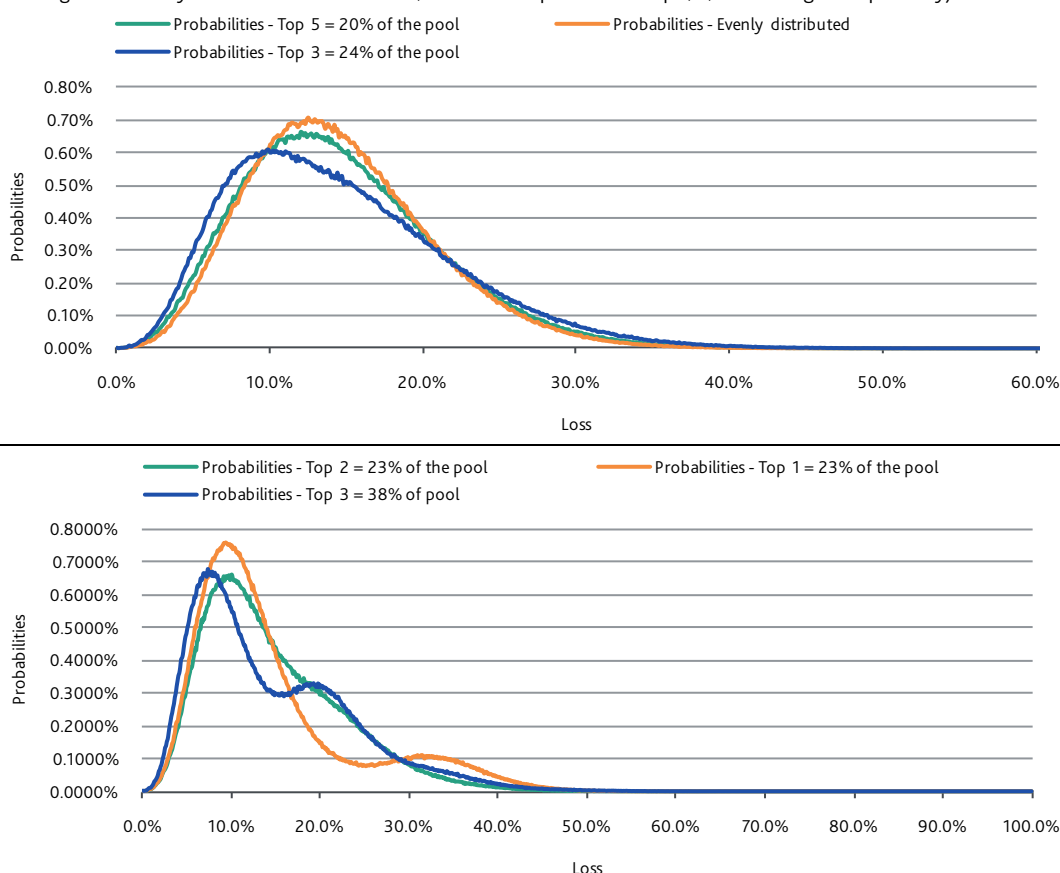 Probabilities - Top 5 = 20% of the pool
Probabilities - Evenly distributed
Probabilities - Top 3 = 24% of the pool
0.80%
0.70%
0.60%
0.50%
0.40%
0.30%
0.20%
0.10%
0.00%
Probabilities
0.0% 10.0% 20.0% 30.0% 40.0% 50.0% 60.0%
Loss
Probabilities - Top 2 = 23% of the pool
Probabilities - Top 1 = 23% of the pool
Probabilities - Top 3 = 38% of pool
0.8000%
0.7000%
0.6000%
0.5000%
0.4000%
0.3000%
0.2000%
0.1000%
0.0000%
Probabilities
0.0% 10.0% 20.0% 30.0% 40.0% 50.0% 60.0% 70.0% 80.0% 90.0% 100.0%
Loss